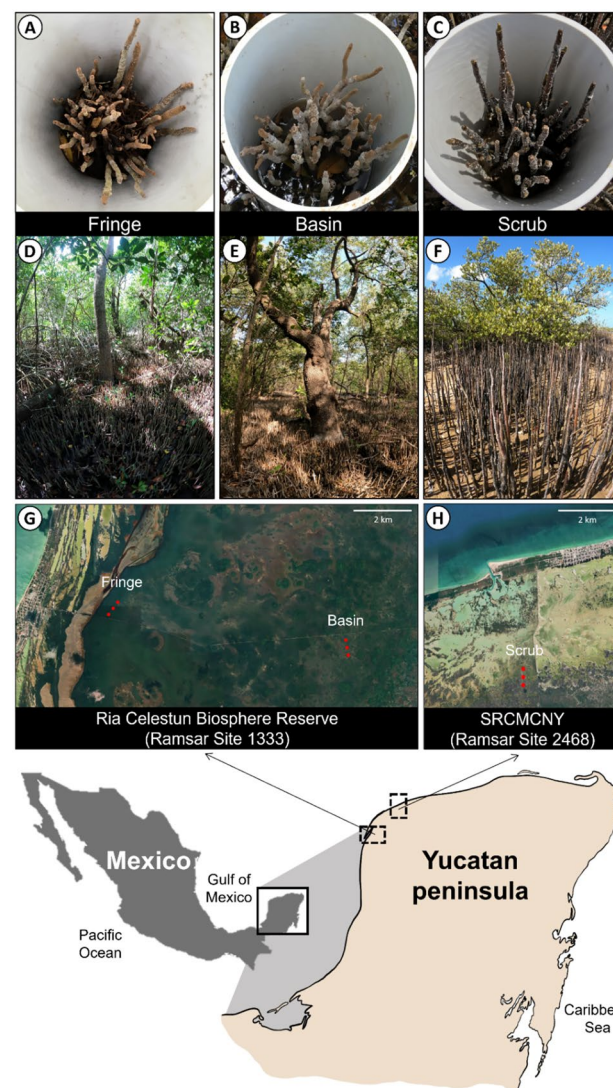 A
B
C
Fringe
Basin
Scrub
D
E
F
G
2 km
H
2 km
Fringe
Basin
Scrub
Ria Celestun Biosphere Reserve
(Ramsar Site 1333)
SRCMCNY
(Ramsar Site 2468)
Mexico
Gulf of
Mexico
Pacific
Ocean
Yucatan
peninsula
Caribbe
Sea